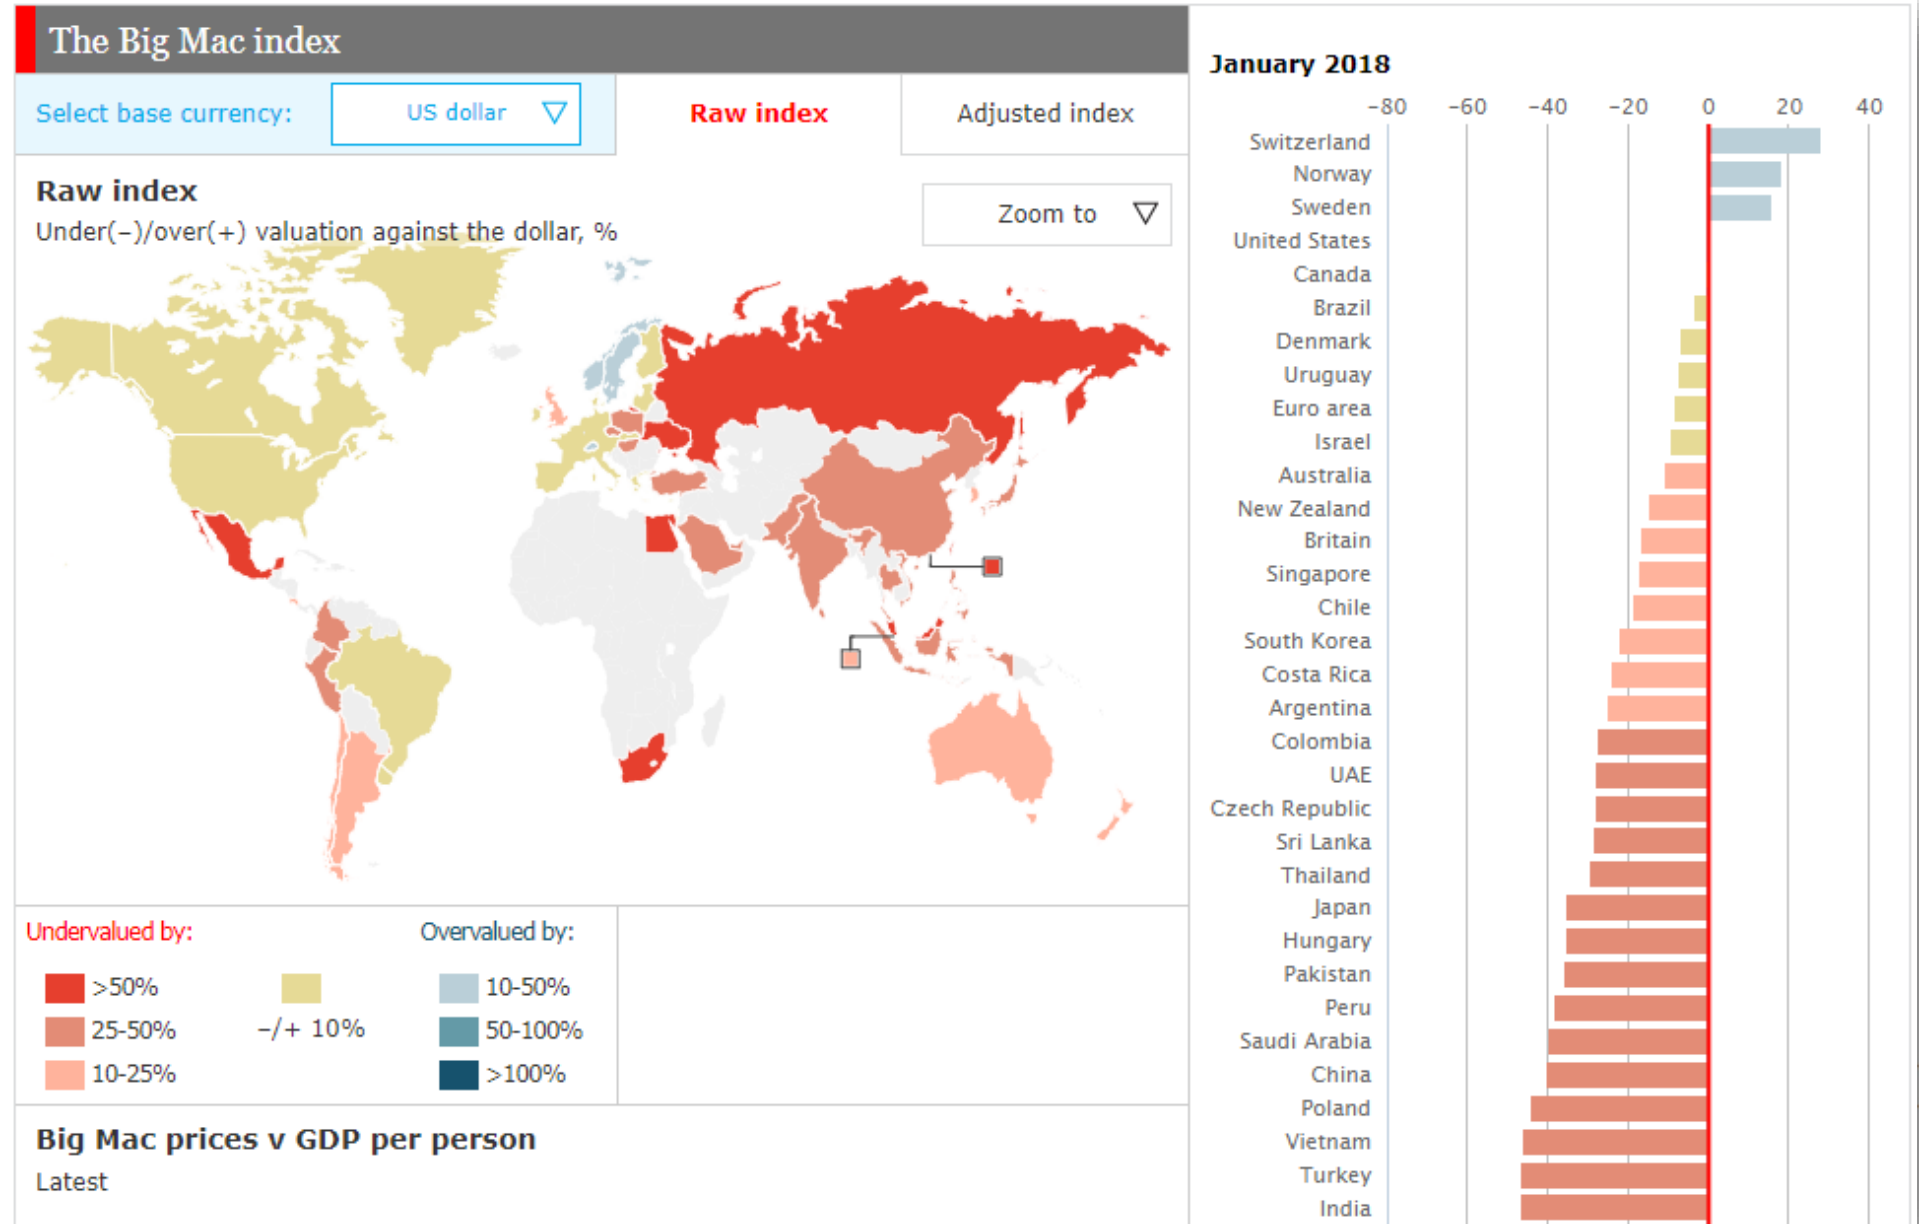 The Big Mac index
Select base currency:
US dollar
Raw index
Adjusted index
Raw index
Under(−)/over(+) valuation against the dollar, %
Zoom to
Undervalued by:
>50%
25-50%
10-25%
−/+ 10%
Overvalued by:
10-50%
50-100%
>100%
Big Mac prices v GDP per person
Latest
January 2018
−80 −60 −40 −20 0 20 40
Switzerland
Norway
Sweden
United States
Canada
Brazil
Denmark
Uruguay
Euro area
Israel
Australia
New Zealand
Britain
Singapore
Chile
South Korea
Costa Rica
Argentina
Colombia
UAE
Czech Republic
Sri Lanka
Thailand
Japan
Hungary
Pakistan
Peru
Saudi Arabia
China
Poland
Vietnam
Turkey
India